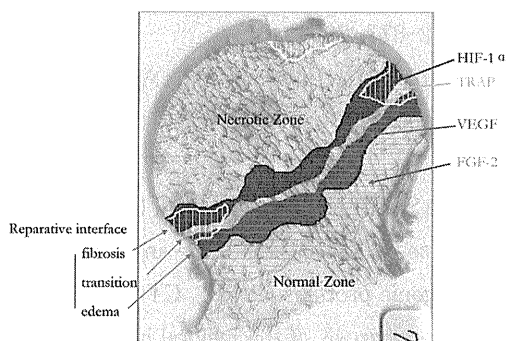 HIF-1 α
TRAP
Necrotic Zone
VEGF
FGF-2
Reparative interface
fibrosis
transition
edema
Normal Zone